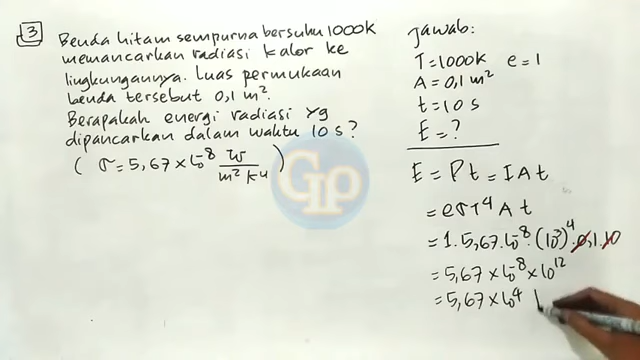 3
Benda hitam sempurna bersuhu 1000K
memancarkan radiasi kalor ke
lingkungannya. Luas permukaan
benda tersebut 0,1 m².
Berapakah energi radiasi yg
dipancarkan dalam waktu 10 s?
(σ = 5,67 × 10⁻⁸ W/m² K⁴)
GIP
Jawab:
T = 1000K e = 1
A = 0,1 m²
t = 10 s
E = ?
E = Pt = IAt
= eσT⁴ A t
= 1. 5,67. 10⁻⁸. (10³)⁴. 0,1. 10
= 5,67 × 10⁻⁸ × 10¹²
= 5,67 × 10⁴